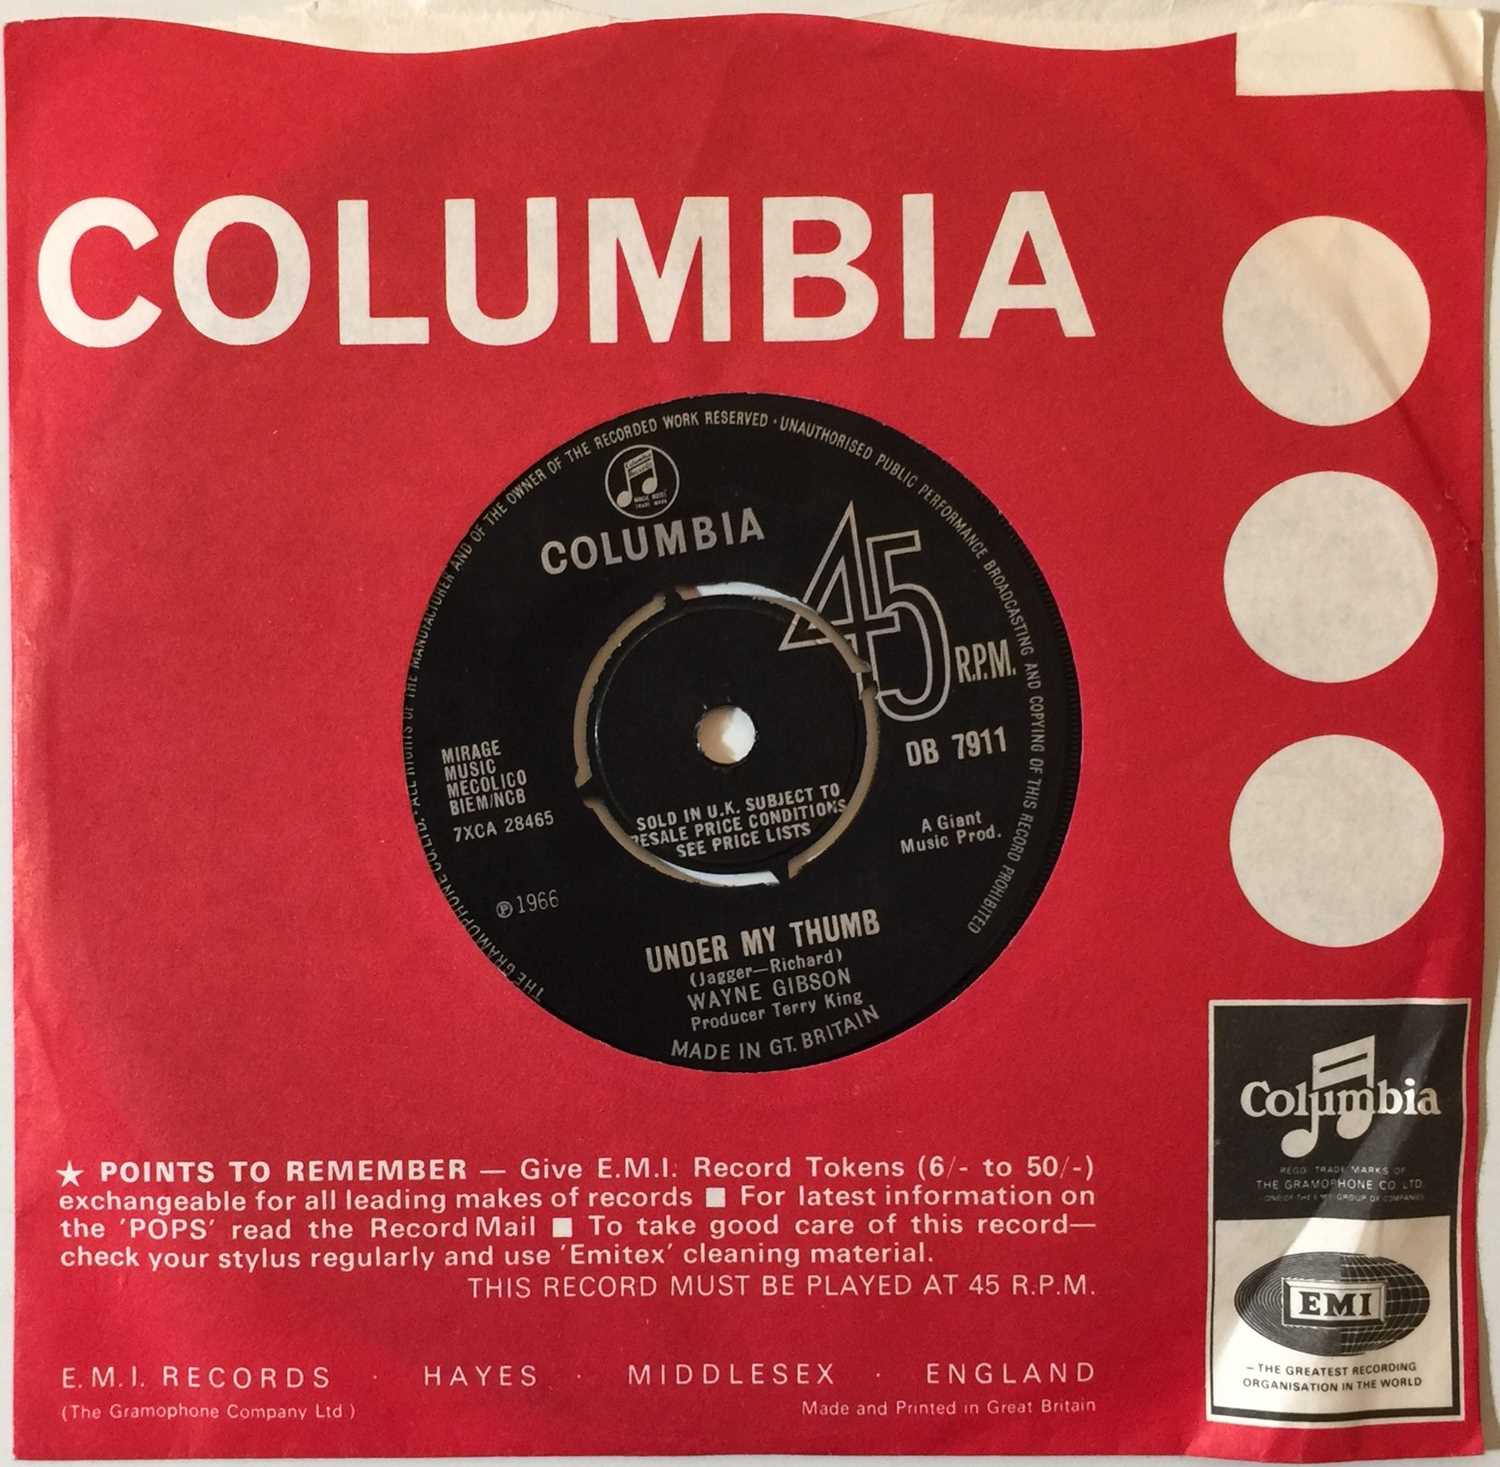 COLUMBIA
THE GRAMOPHONE CO. LTD. · ALL RIGHTS OF THE MANUFACTURER AND OF THE OWNER OF THE RECORDED WORK RESERVED · UNAUTHORISED PUBLIC PERFORMANCE BROADCASTING AND COPYING OF THIS RECORD PROHIBITED
COLUMBIA
45
R.P.M.
DB 7911
MIRAGE
MUSIC
MECOLICO
BIEM/NCB
7XCA 28465
SOLD IN U.K. SUBJECT TO
RESALE PRICE CONDITIONS
SEE PRICE LISTS
A Giant
Music Prod.
℗ 1966
UNDER MY THUMB
(Jagger—Richard)
WAYNE GIBSON
Producer Terry King
MADE IN GT. BRITAIN
★ POINTS TO REMEMBER — Give E.M.I. Record Tokens (6/- to 50/-)
exchangeable for all leading makes of records ■ For latest information on
the 'POPS' read the Record Mail ■ To take good care of this record—
check your stylus regularly and use 'Emitex' cleaning material.
THIS RECORD MUST BE PLAYED AT 45 R.P.M.
E.M.I. RECORDS · HAYES · MIDDLESEX · ENGLAND
(The Gramophone Company Ltd.) Made and Printed in Great Britain
Columbia
REGD. TRADE MARKS OF
THE GRAMOPHONE CO. LTD.
EMI
— THE GREATEST RECORDING
ORGANISATION IN THE WORLD